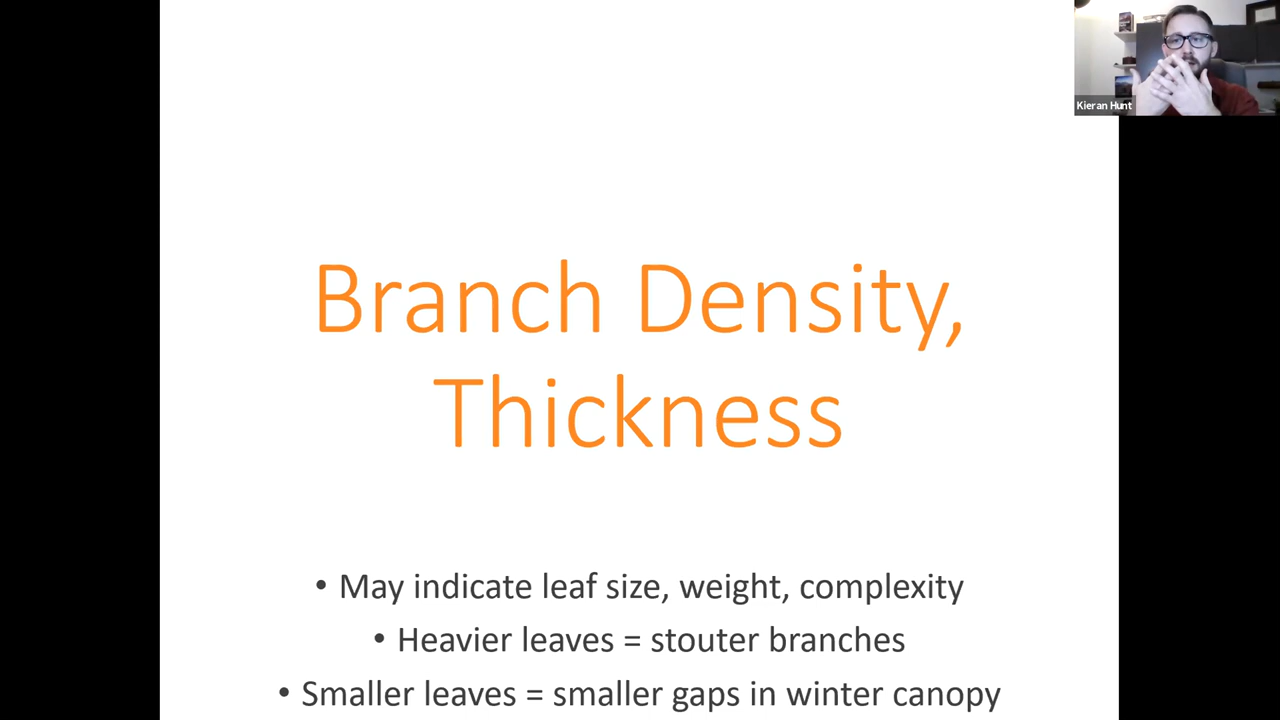 Kieran Hunt
Branch Density,
Thickness
• May indicate leaf size, weight, complexity
• Heavier leaves = stouter branches
• Smaller leaves = smaller gaps in winter canopy